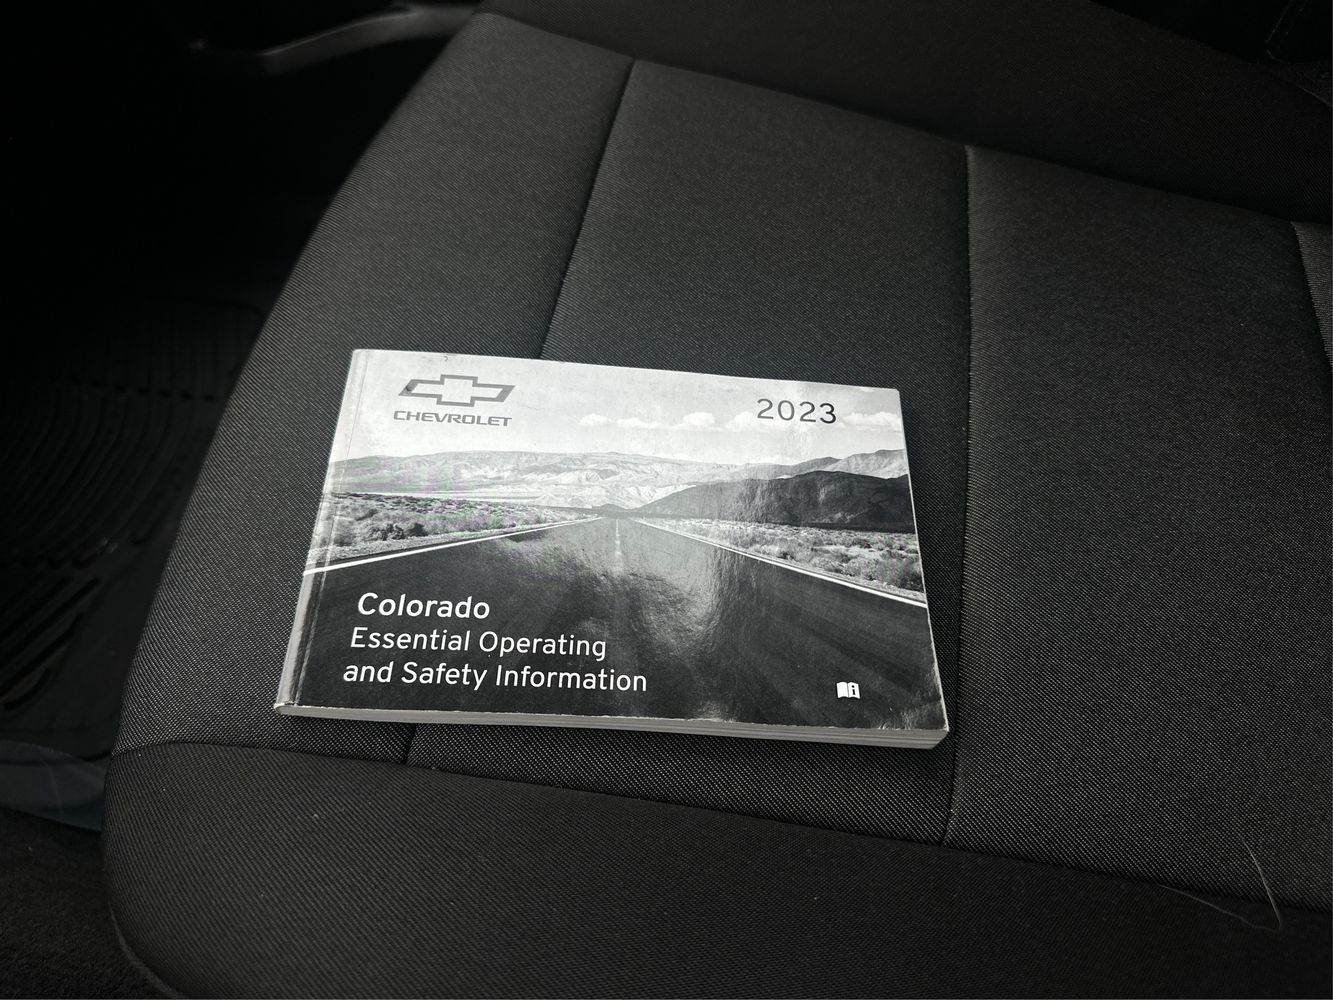 CHEVROLET
2023
Colorado
Essential Operating
and Safety Information